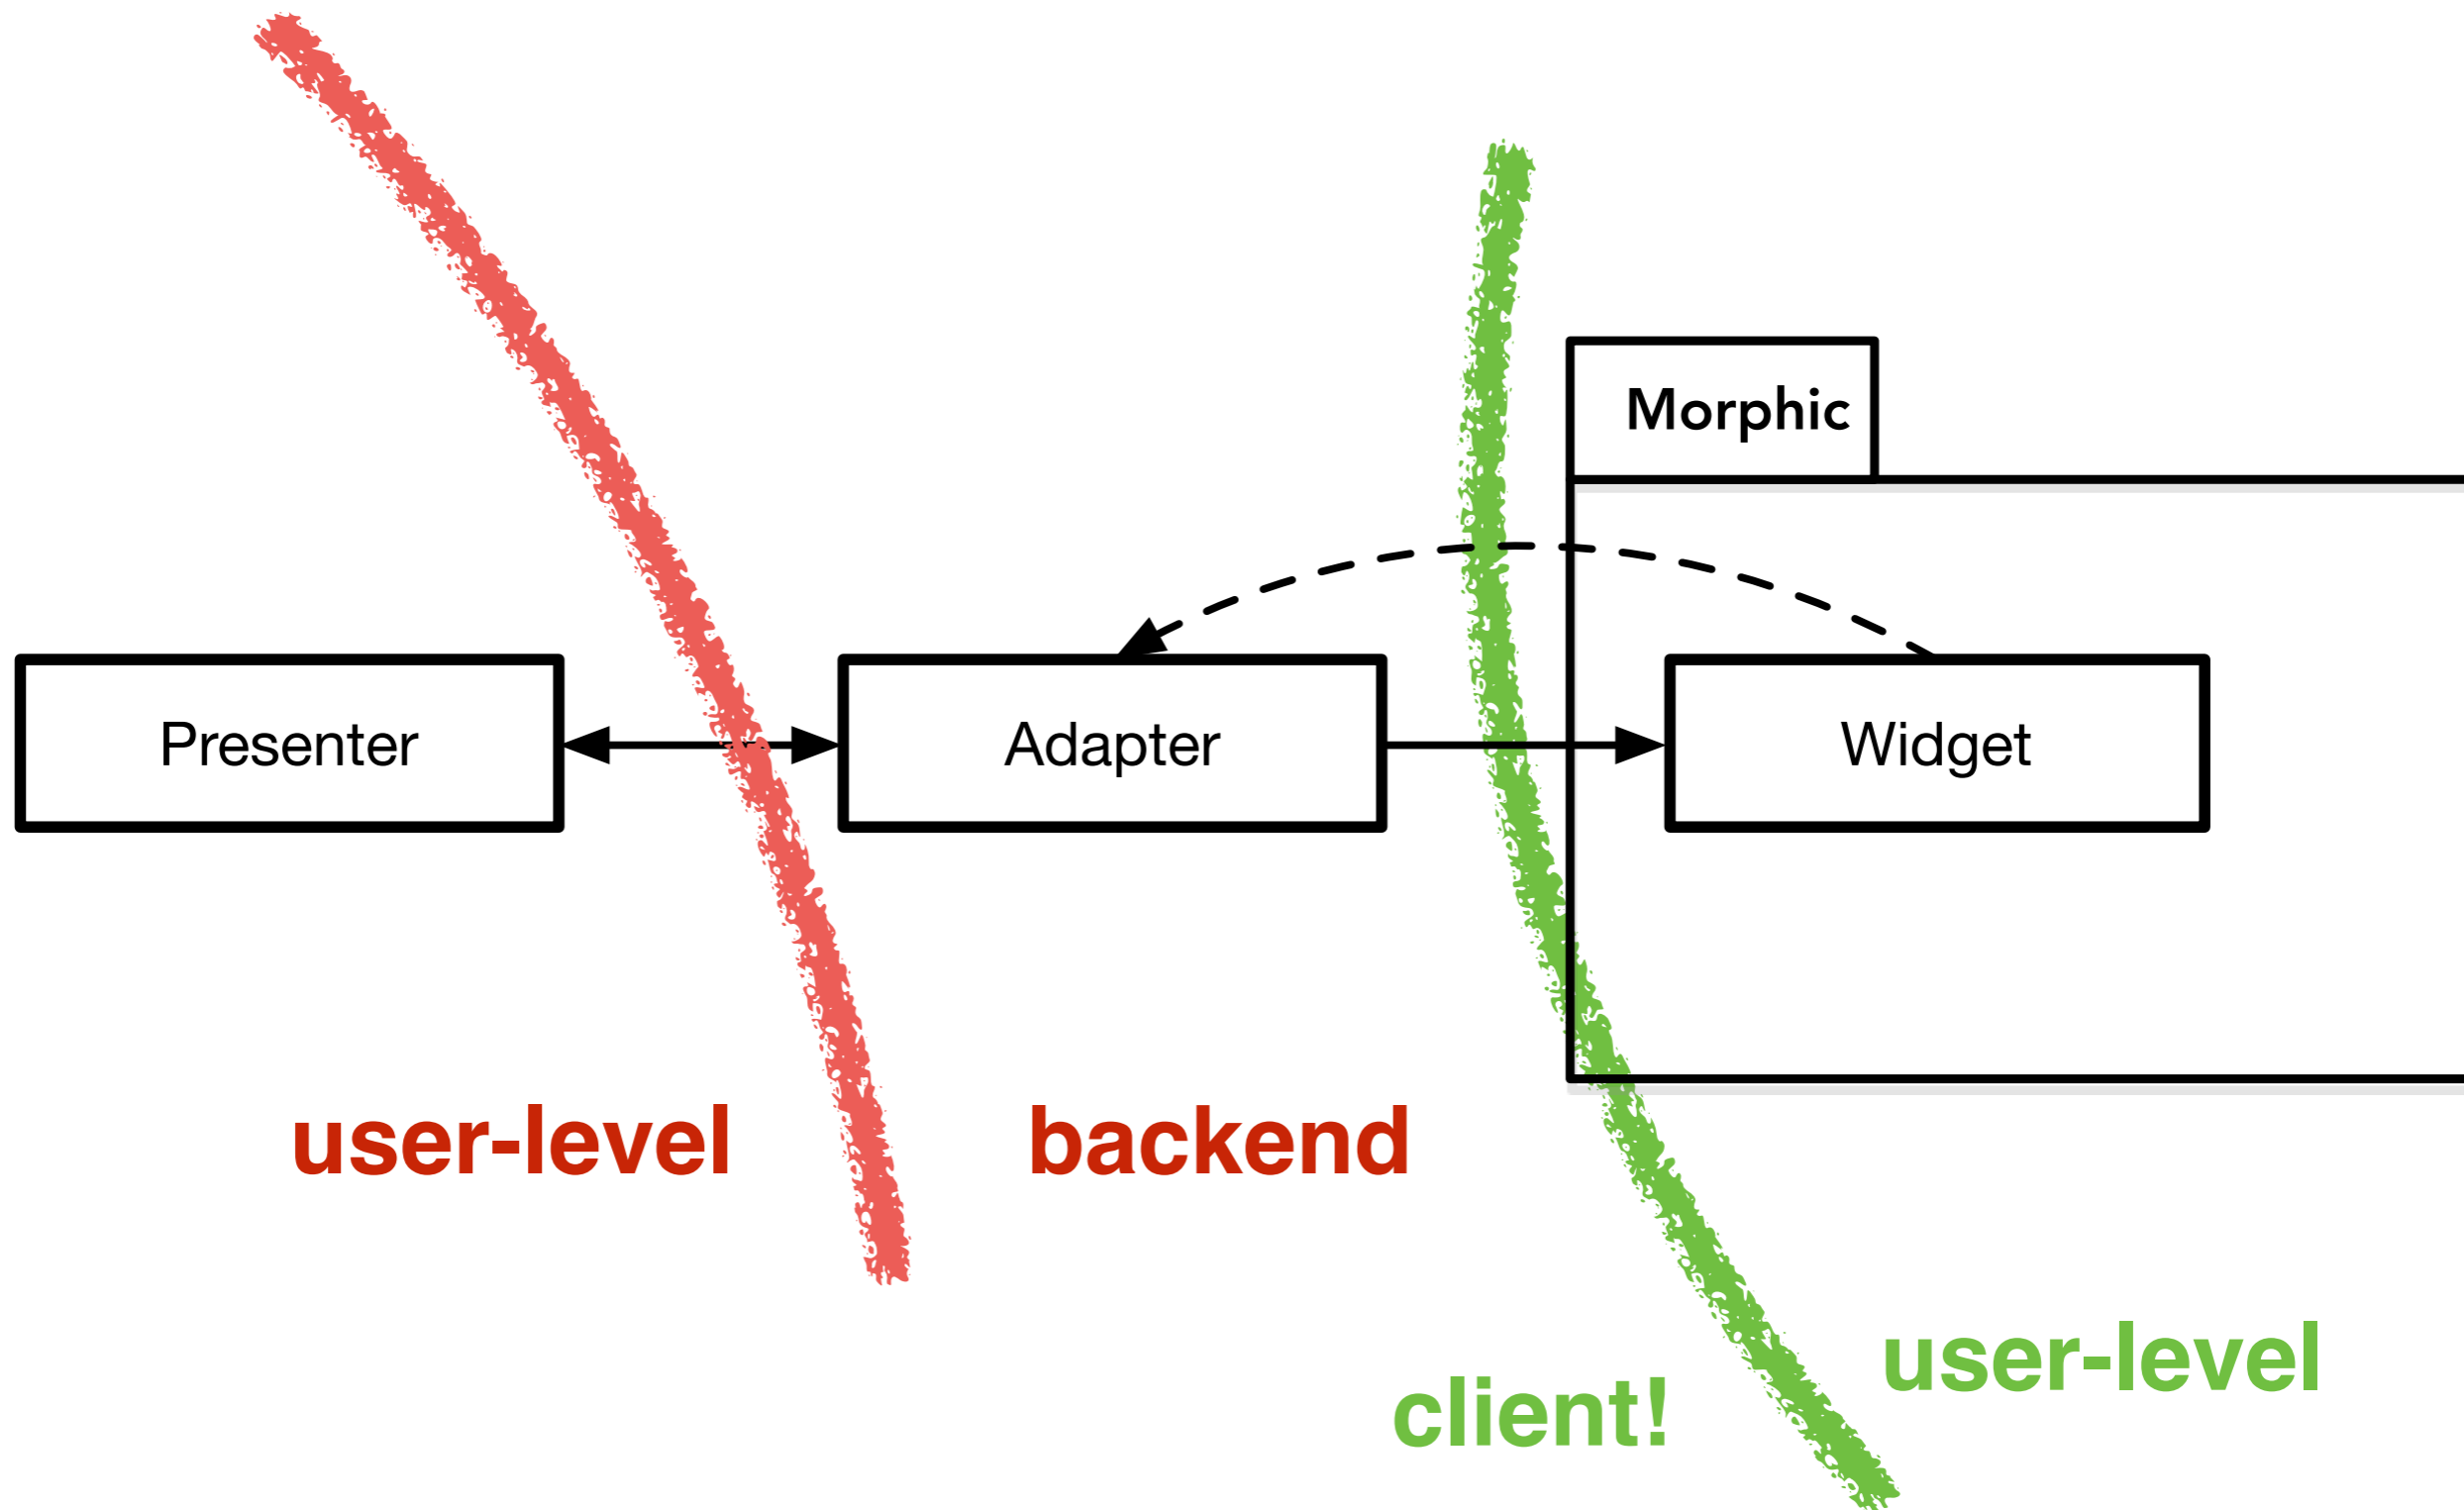 Morphic
Presenter
Adapter
Widget
user-level
backend
user-level
client!